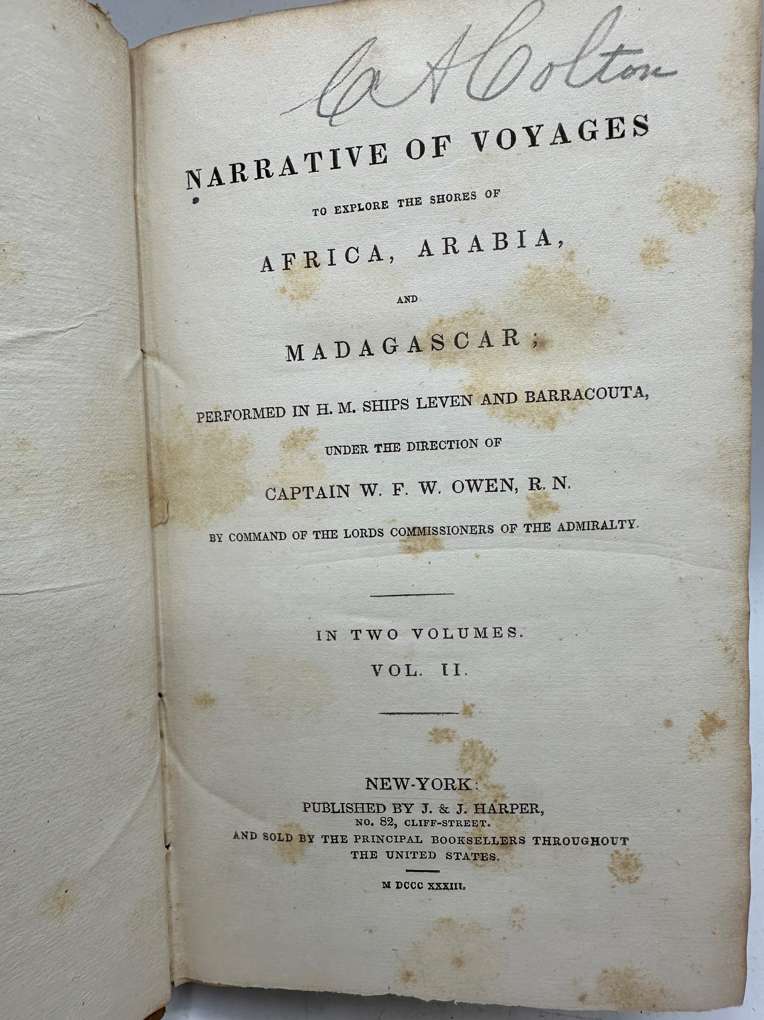 C A Colton
NARRATIVE OF VOYAGES
TO EXPLORE THE SHORES OF
AFRICA, ARABIA,
AND
MADAGASCAR;
PERFORMED IN H. M. SHIPS LEVEN AND BARRACOUTA,
UNDER THE DIRECTION OF
CAPTAIN W. F. W. OWEN, R. N.
BY COMMAND OF THE LORDS COMMISSIONERS OF THE ADMIRALTY.
IN TWO VOLUMES.
VOL. II.
NEW-YORK:
PUBLISHED BY J. & J. HARPER,
NO. 82, CLIFF-STREET.
AND SOLD BY THE PRINCIPAL BOOKSELLERS THROUGHOUT
THE UNITED STATES.
M DCCC XXXIII.